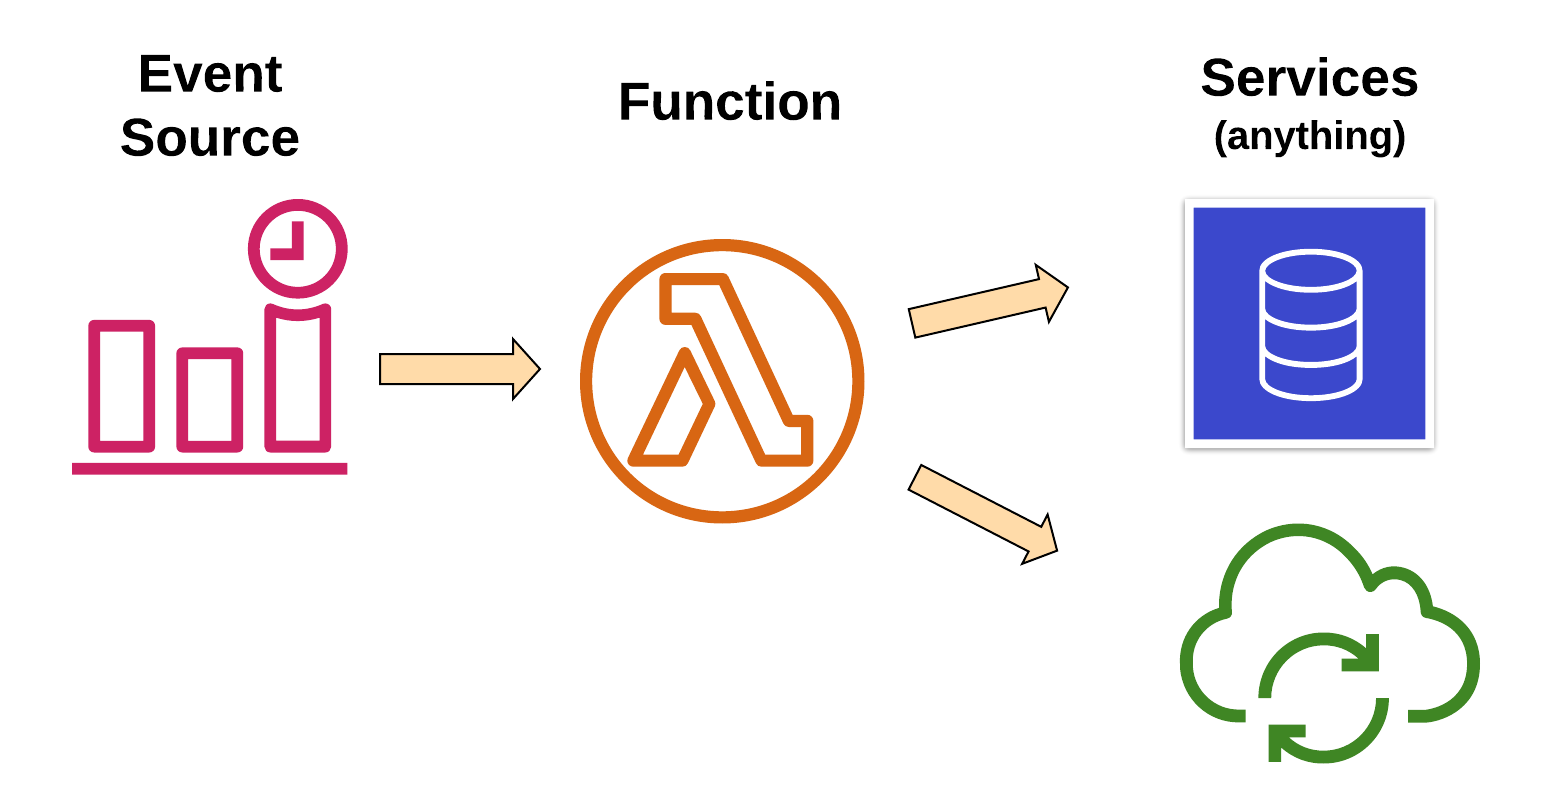 Event
Source
Function
Services
(anything)